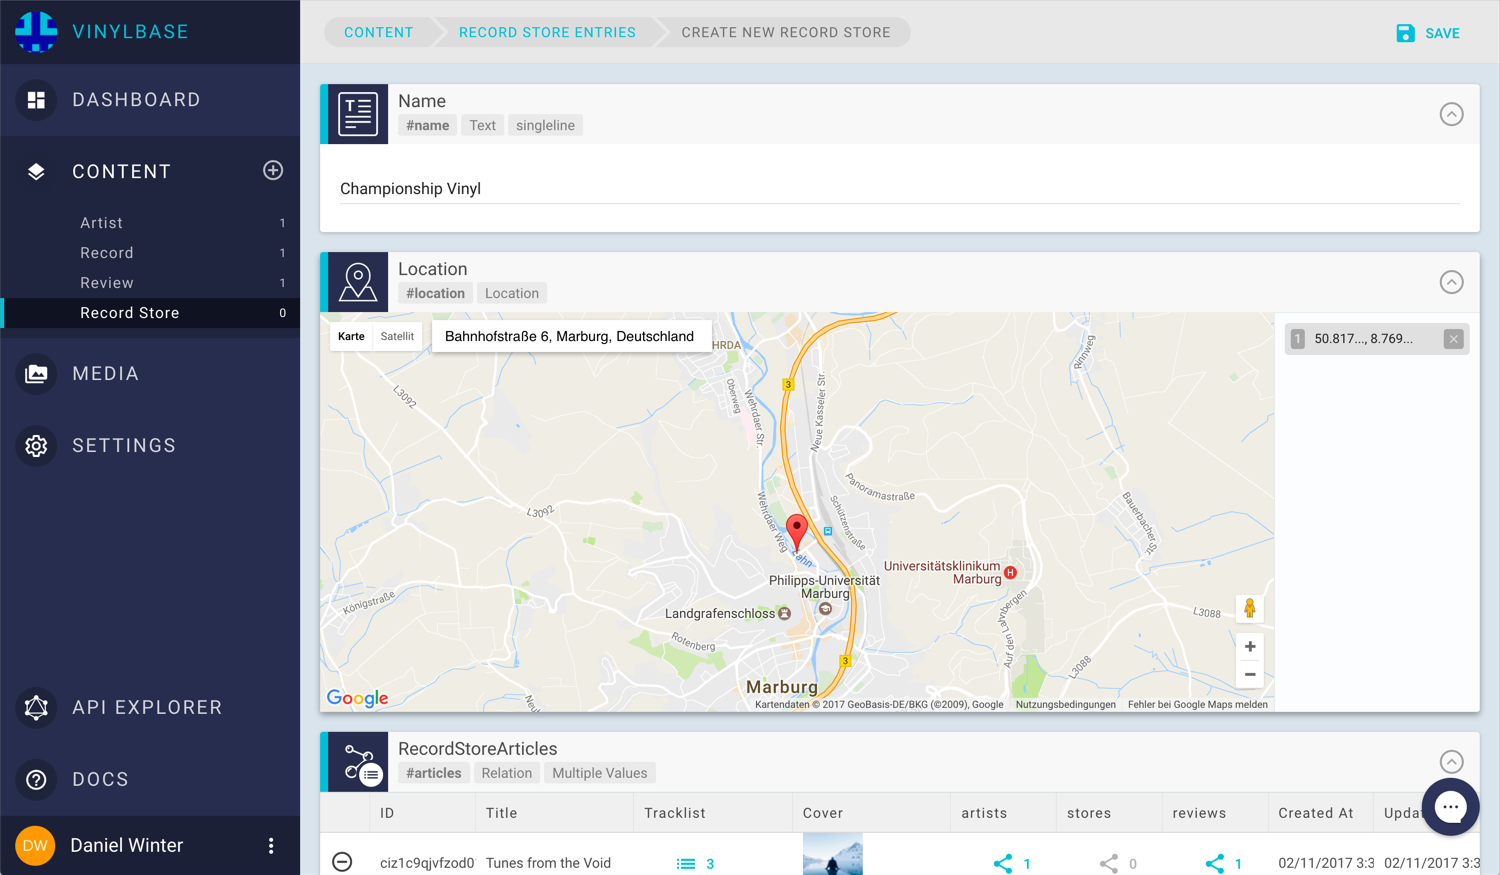 VINYLBASE
DASHBOARD
CONTENT
Artist 1
Record 1
Review 1
Record Store 0
MEDIA
SETTINGS
API EXPLORER
DOCS
DW Daniel Winter
CONTENT RECORD STORE ENTRIES CREATE NEW RECORD STORE
SAVE
T
Name
#name Text singleline
Championship Vinyl
Location
#location Location
Karte Satellit
Bahnhofstraße 6, Marburg, Deutschland
1 50.817..., 8.769...
HRDA
Oberweg
Wehrdaer Str.
3
Neue Kasseler Str.
Rinnweg
L3092
Panoramastraße
L3092
Wehrdaer Weg
Schützenstraße
Bauerbacher Str.
Lahn
Universitätsklinikum
Marburg
H
Philipps-Universität
Marburg
Königstraße
Landgrafenschloss
Rotenberg
Auf den Lahnbergen
L3088
L3088
3
Marburg
+
−
Google
Kartendaten © 2017 GeoBasis-DE/BKG (©2009), Google Nutzungsbedingungen Fehler bei Google Maps melden
RecordStoreArticles
#articles Relation Multiple Values
ID Title Tracklist Cover artists stores reviews Created At Upda
ciz1c9qjvfzod0 Tunes from the Void 3 1 0 1 02/11/2017 3:3 02/11/2017 3:3